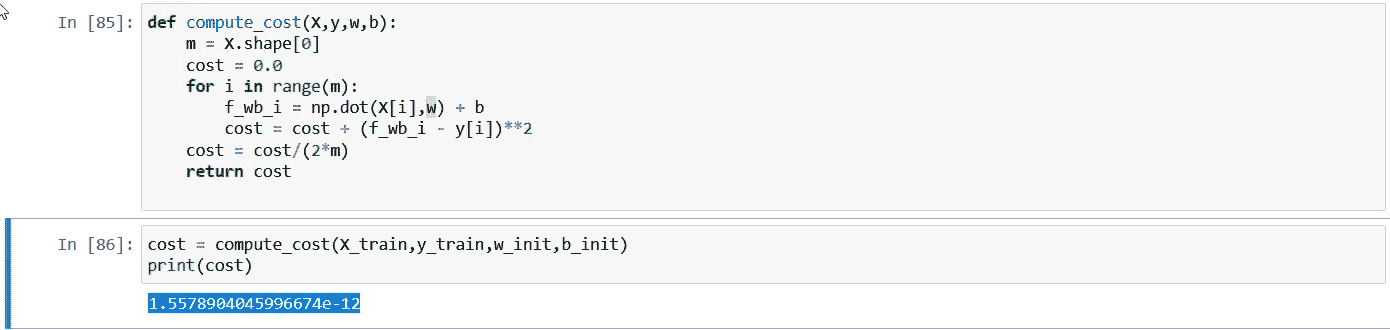 In [85]: def compute_cost(X,y,w,b):
    m = X.shape[0]
    cost = 0.0
    for i in range(m):
        f_wb_i = np.dot(X[i],w) + b
        cost = cost + (f_wb_i - y[i])**2
    cost = cost/(2*m)
    return cost
In [86]: cost = compute_cost(X_train,y_train,w_init,b_init)
print(cost)
1.5578904045996674e-12